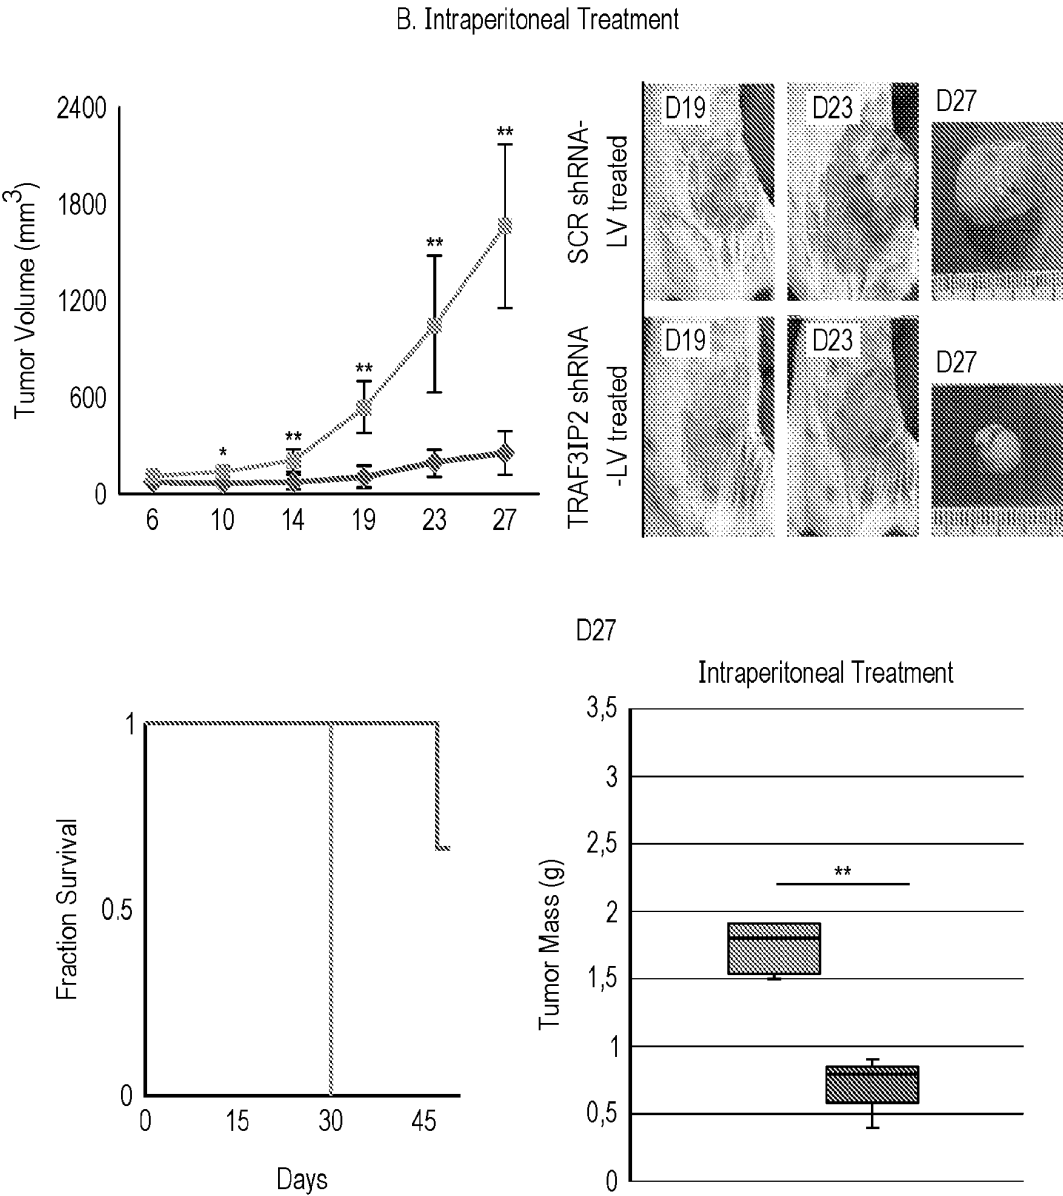 B. Intraperitoneal Treatment
Tumor Volume (mm3)
2400
1800
1200
600
0
*
**
**
**
**
6 10 14 19 23 27
SCR shRNA-
LV treated
D19
D23
D27
TRAF3IP2 shRNA
-LV treated
D19
D23
D27
Fraction Survival
1
0.5
0
0 15 30 45
Days
D27
Intraperitoneal Treatment
Tumor Mass (g)
3,5
3
2,5
2
1,5
1
0,5
0
**